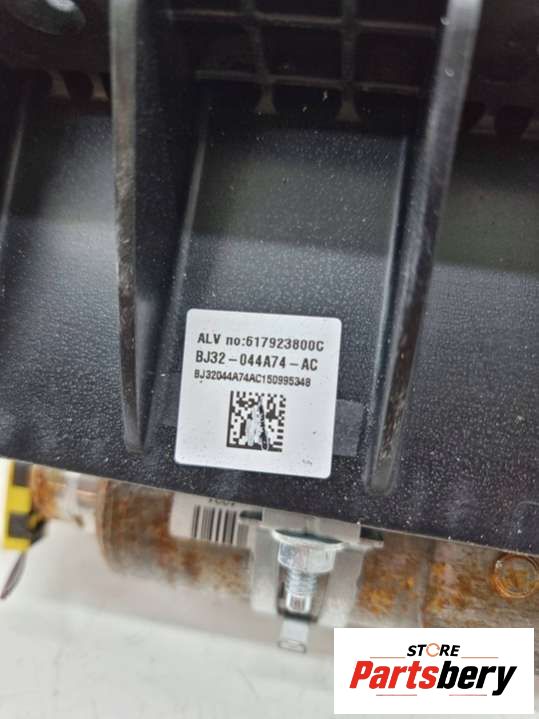 ALV no:617923800C
BJ32-044A74-AC
BJ32044A74AC150995348
STORE
Partsbery